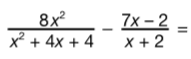 8x²/(x² + 4x + 4) − (7x − 2)/(x + 2) =